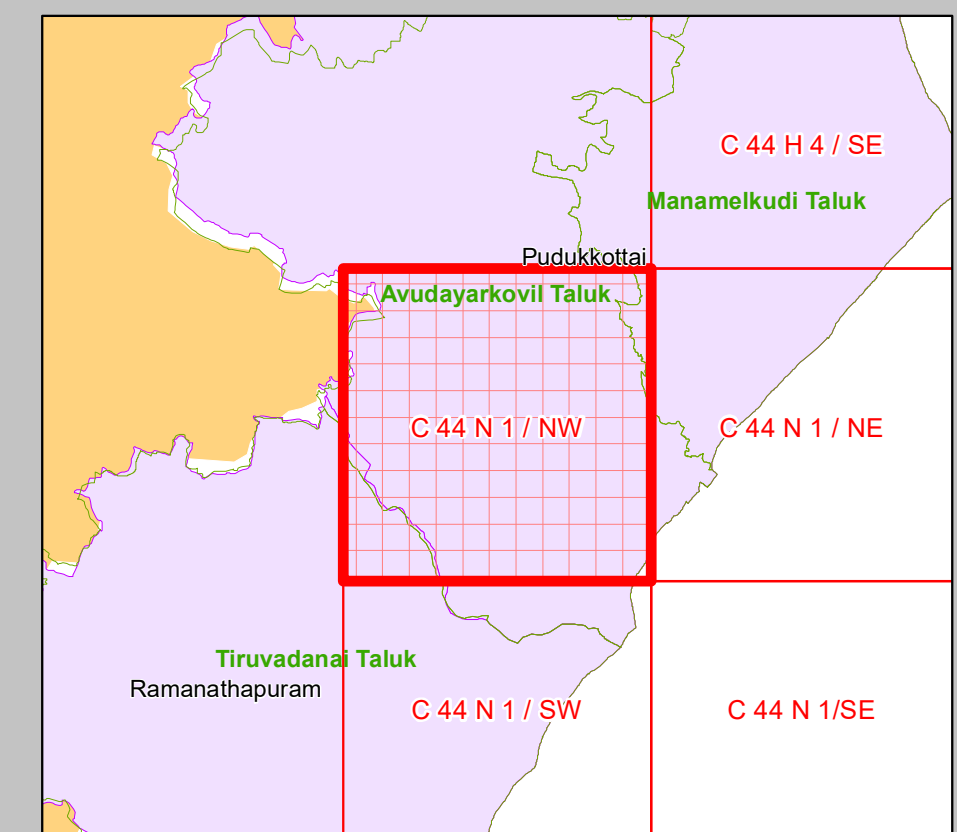 C 44 H 4 / SE
Manamelkudi Taluk
Pudukkottai
Avudayarkovil Taluk
C 44 N 1 / NW
C 44 N 1 / NE
Tiruvadanai Taluk
Ramanathapuram
C 44 N 1 / SW
C 44 N 1/SE